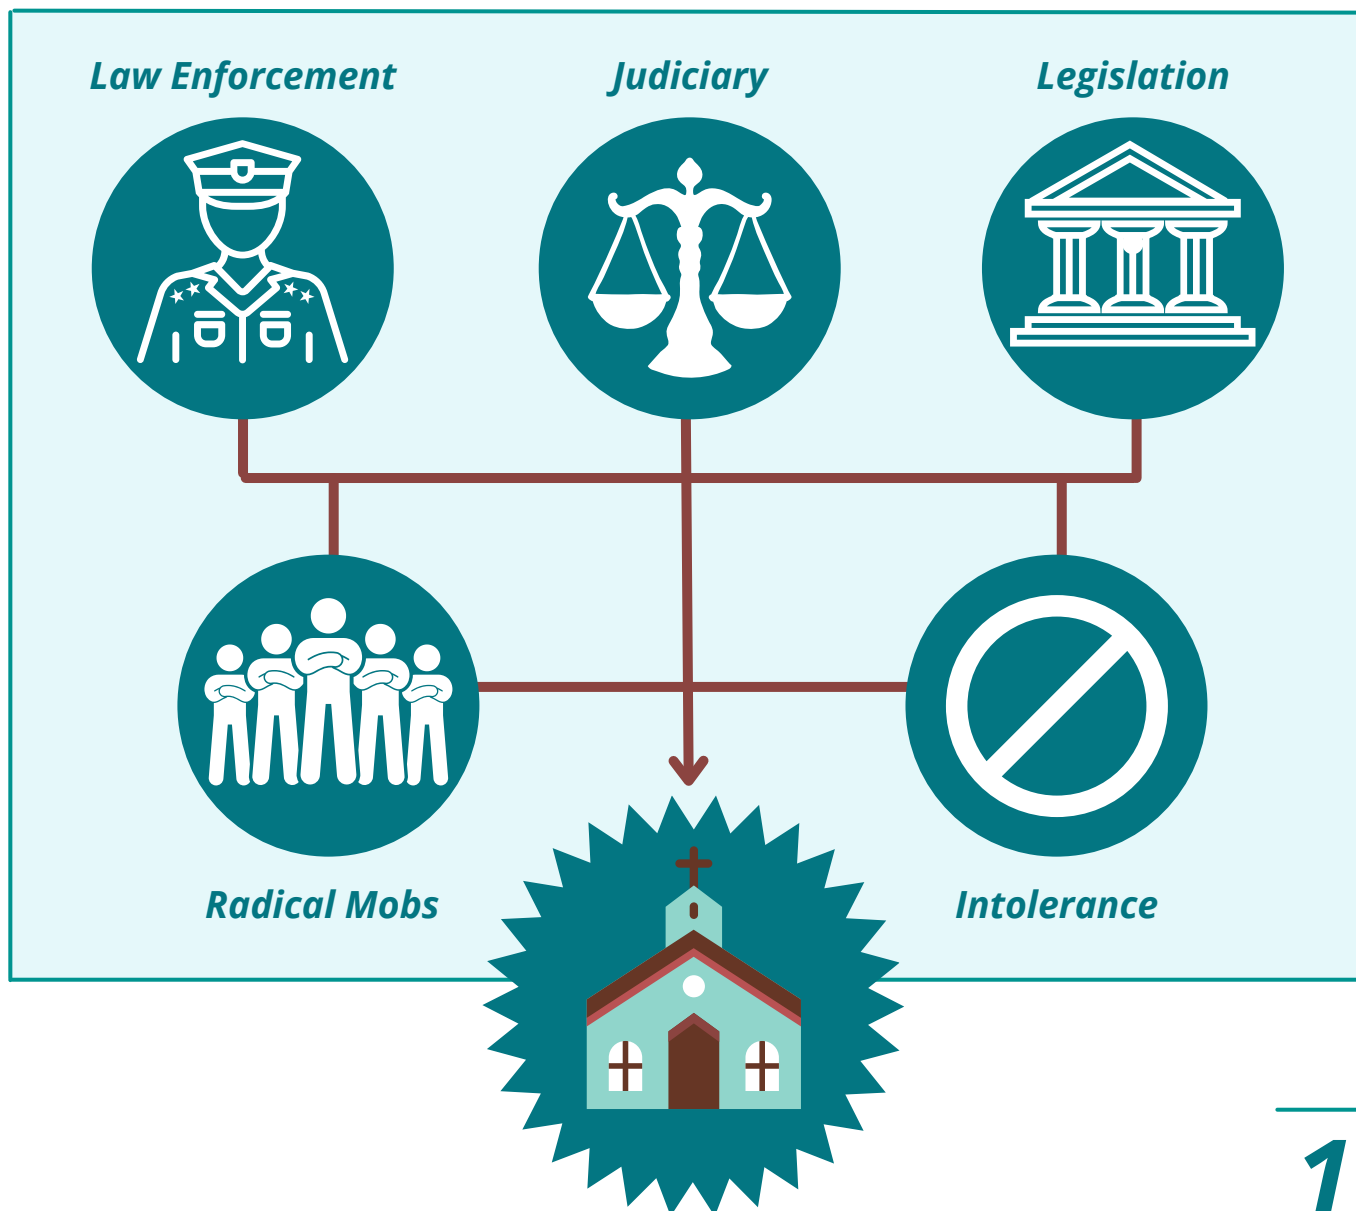 Law Enforcement
Judiciary
Legislation
Radical Mobs
Intolerance
1